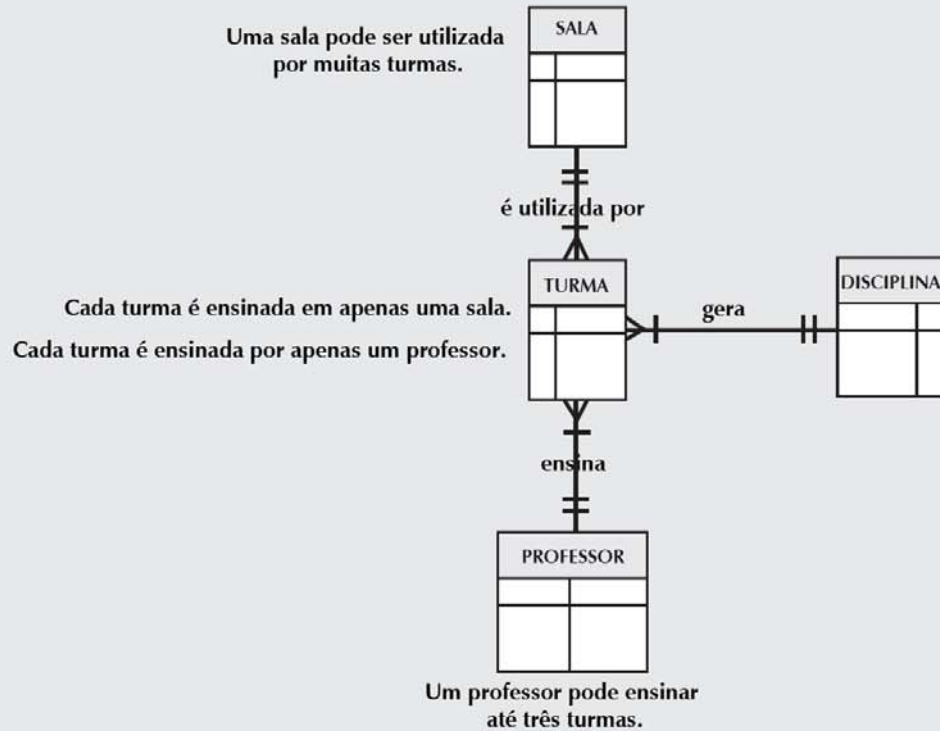 SALA
Uma sala pode ser utilizada
por muitas turmas.
é utilizada por
TURMA
DISCIPLINA
gera
Cada turma é ensinada em apenas uma sala.
Cada turma é ensinada por apenas um professor.
ensina
PROFESSOR
Um professor pode ensinar
até três turmas.